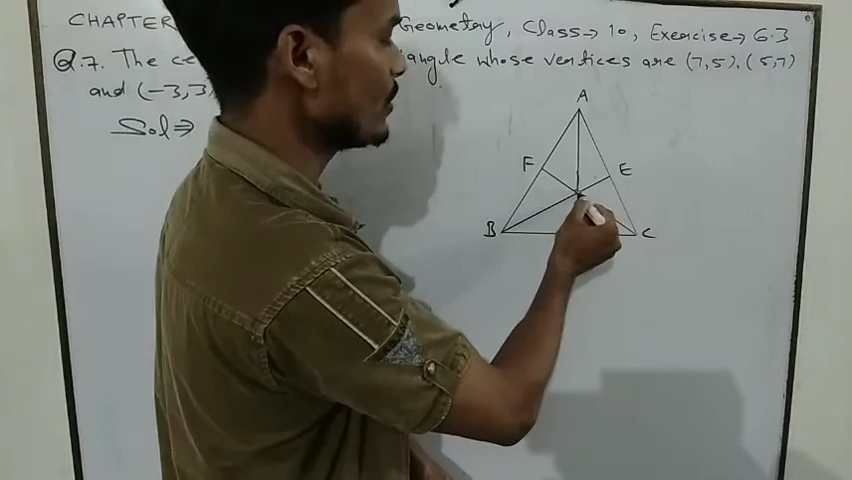 CHAPTER Geometry, Class→ 10, Exercise→ 6.3
Q.7. The angle whose vertices are (7,5), (5,7)
and (-3,3)
Sol⇒
A
F E
B C